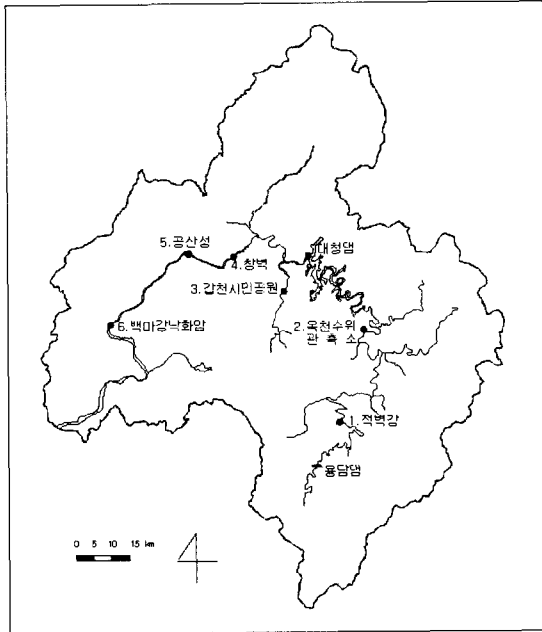 5.공산성
4.창벽
대청댐
3.갑천시민공원
6.백마강낙화암
2.옥천수위
관 측 소
1.적벽강
용담댐
0 5 10 15 km